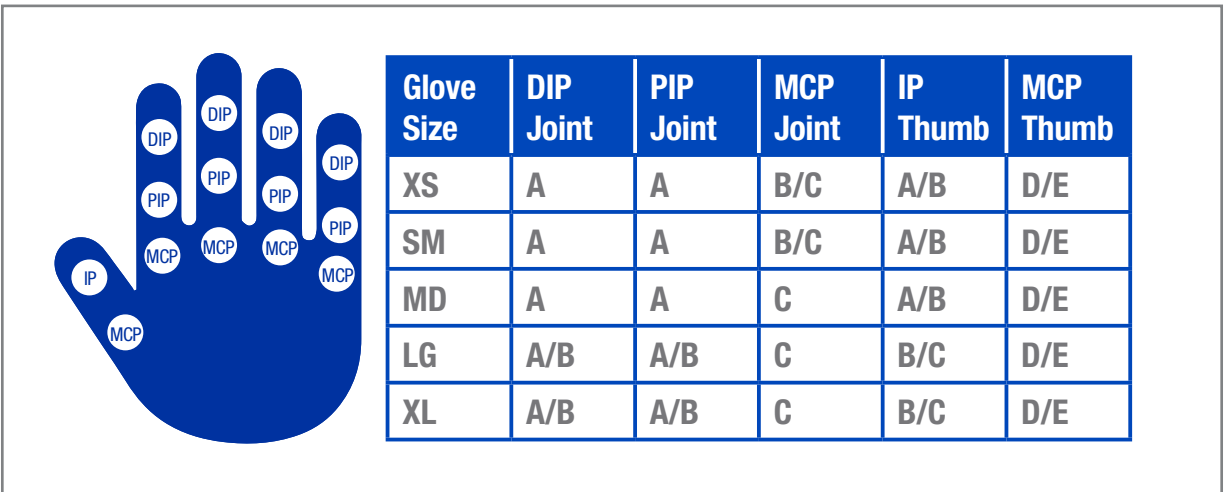 DIP
DIP
DIP
DIP
PIP
PIP
PIP
PIP
MCP
MCP
MCP
MCP
IP
MCP
Glove Size DIP Joint PIP Joint MCP Joint IP Thumb MCP Thumb
XS A A B/C A/B D/E
SM A A B/C A/B D/E
MD A A C A/B D/E
LG A/B A/B C B/C D/E
XL A/B A/B C B/C D/E